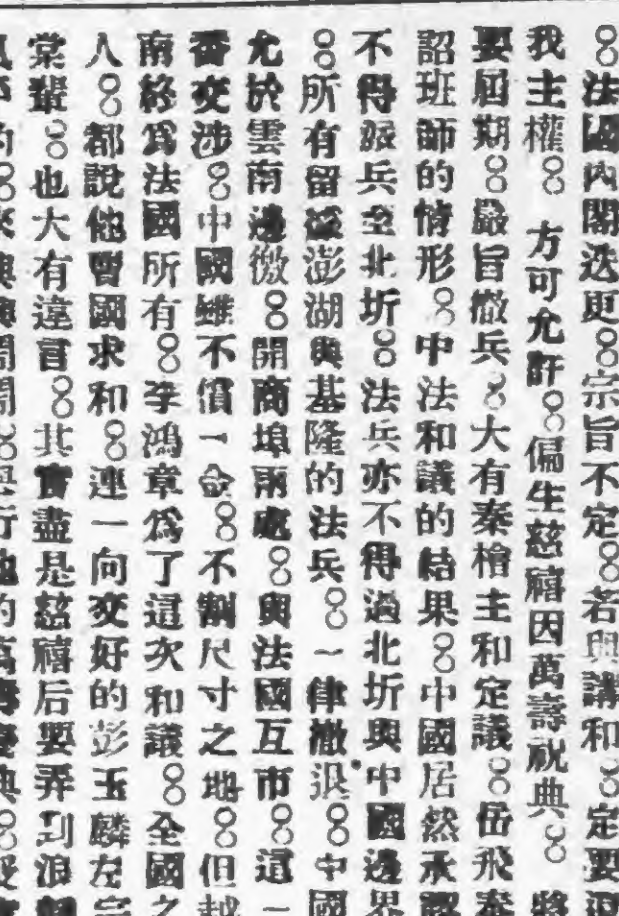 法國內閣迭更宗旨不定若與講和定要
我主權 方可允許偏生慈禧因萬壽祝典將
要屆期嚴旨撤兵大有秦檜主和定議岳飛奉
詔班師的情形中法和議的結果中國居然承認
不得派兵至北圻法兵亦不得過北圻與中國邊界
所有留澎湖與基隆的法兵一律撤退中國
允於雲南邊徼開商埠兩處與法國互市這一
番交涉中國雖不償一金不割尺寸之地但越
南終爲法國所有李鴻章爲了這次和議全國之
人都說他賣國求和連一向交好的彭玉麟左宗
棠輩也大有違言其實盡是慈禧后要弄到浪
的